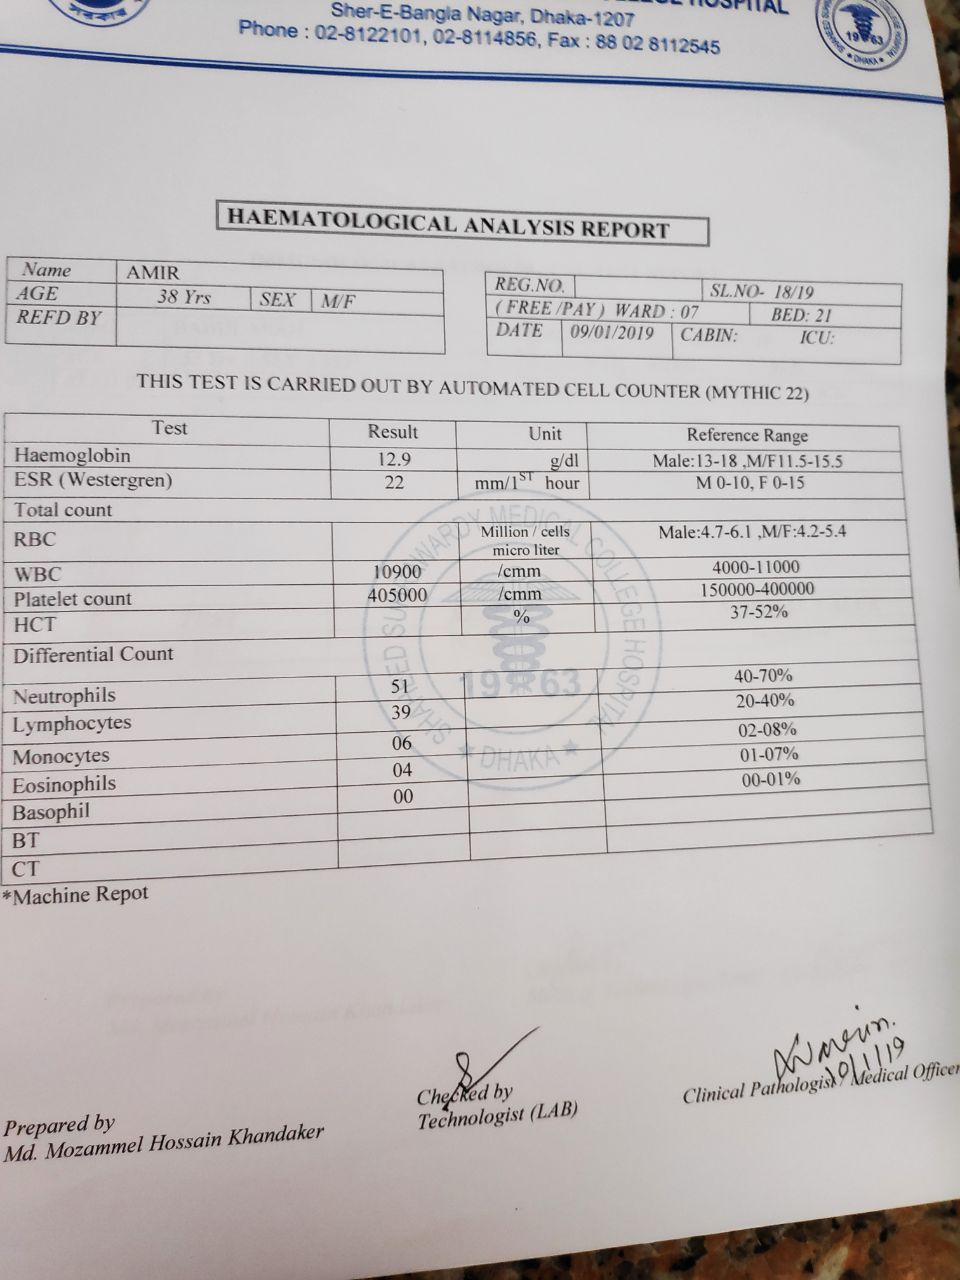 সরকার
HOSPITAL
Sher-E-Bangla Nagar, Dhaka-1207
Phone : 02-8122101, 02-8114856, Fax : 88 02 8112545
1963
DHAKA
HAEMATOLOGICAL ANALYSIS REPORT
Name AMIR
AGE 38 Yrs SEX M/F
REFD BY
REG.NO. SL.NO- 18/19
( FREE /PAY ) WARD : 07 BED: 21
DATE 09/01/2019 CABIN: ICU:
THIS TEST IS CARRIED OUT BY AUTOMATED CELL COUNTER (MYTHIC 22)
Test Result Unit Reference Range
Haemoglobin 12.9 g/dl Male:13-18 ,M/F11.5-15.5
ESR (Westergren) 22 mm/1ST hour M 0-10, F 0-15
Total count
RBC Million / cells micro liter Male:4.7-6.1 ,M/F:4.2-5.4
WBC 10900 /cmm 4000-11000
Platelet count 405000 /cmm 150000-400000
HCT % 37-52%
Differential Count
Neutrophils 51 40-70%
Lymphocytes 39 20-40%
Monocytes 06 02-08%
Eosinophils 04 01-07%
Basophil 00 00-01%
BT
CT
SHAHEED SUHRAWARDY MEDICAL COLLEGE HOSPITAL
1963
★ DHAKA ★
*Machine Repot
10/1/19
Checked by
Technologist (LAB)
Clinical Pathologist / Medical Officer
Prepared by
Md. Mozammel Hossain Khandaker